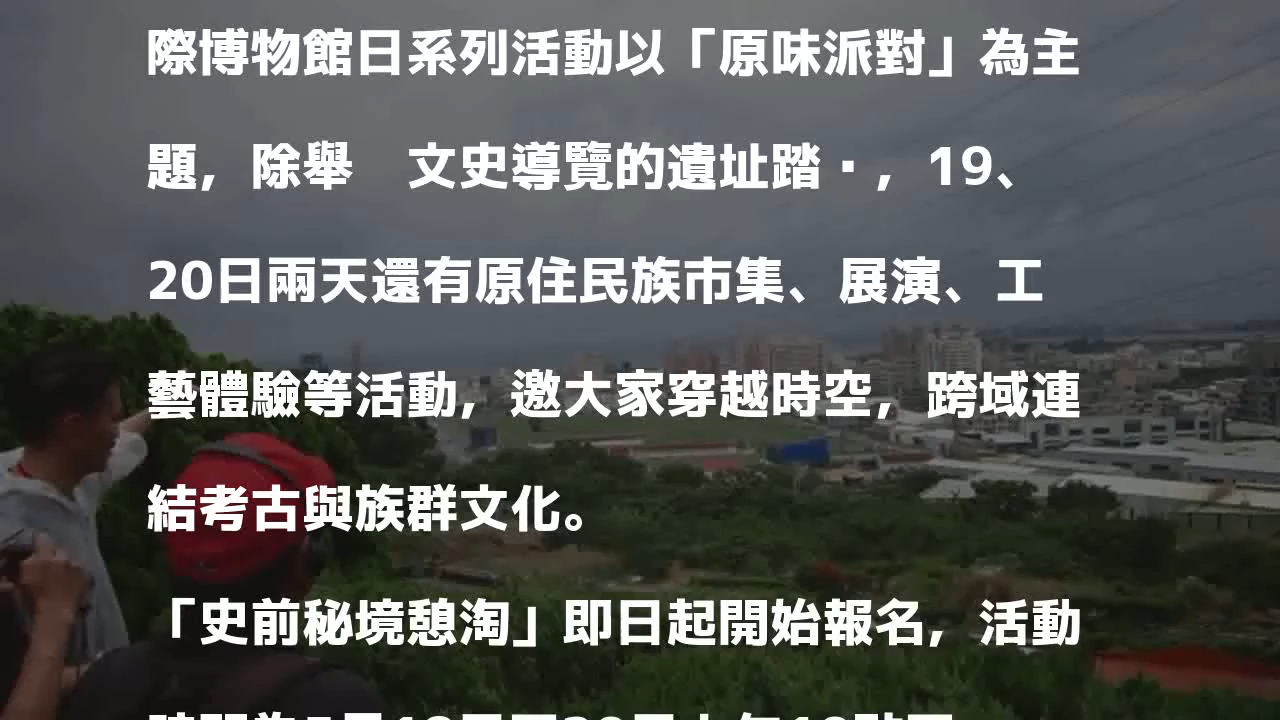 際博物館日系列活動以「原味派對」為主
題，除舉　文史導覽的遺址踏▪，19、
20日兩天還有原住民族市集、展演、工
藝體驗等活動，邀大家穿越時空，跨域連
結考古與族群文化。
「史前秘境憩淘」即日起開始報名，活動